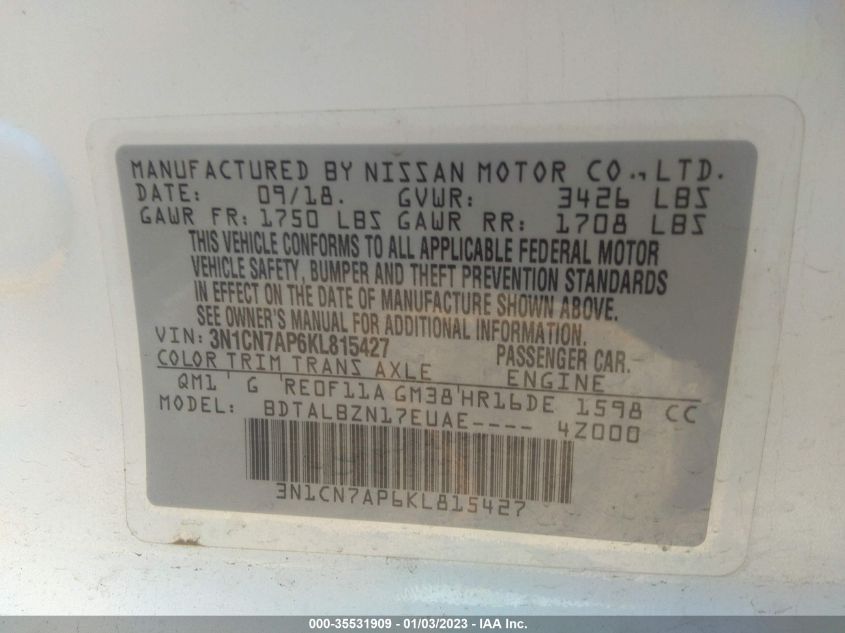 MANUFACTURED BY NISSAN MOTOR CO., LTD.
DATE: 09/18. GVWR: 3426 LBS
GAWR FR: 1750 LBS GAWR RR: 1708 LBS
THIS VEHICLE CONFORMS TO ALL APPLICABLE FEDERAL MOTOR
VEHICLE SAFETY, BUMPER AND THEFT PREVENTION STANDARDS
IN EFFECT ON THE DATE OF MANUFACTURE SHOWN ABOVE.
SEE OWNER'S MANUAL FOR ADDITIONAL INFORMATION.
VIN: 3N1CN7AP6KL815427 PASSENGER CAR.
COLOR TRIM TRANS AXLE ENGINE
QM1 ' G 'RE0F11A GM38'HR16DE 1598 CC
MODEL: BDTALBZN17EUAE---- 4Z000
3N1CN7AP6KL815427
000-35531909 - 01/03/2023 - IAA Inc.